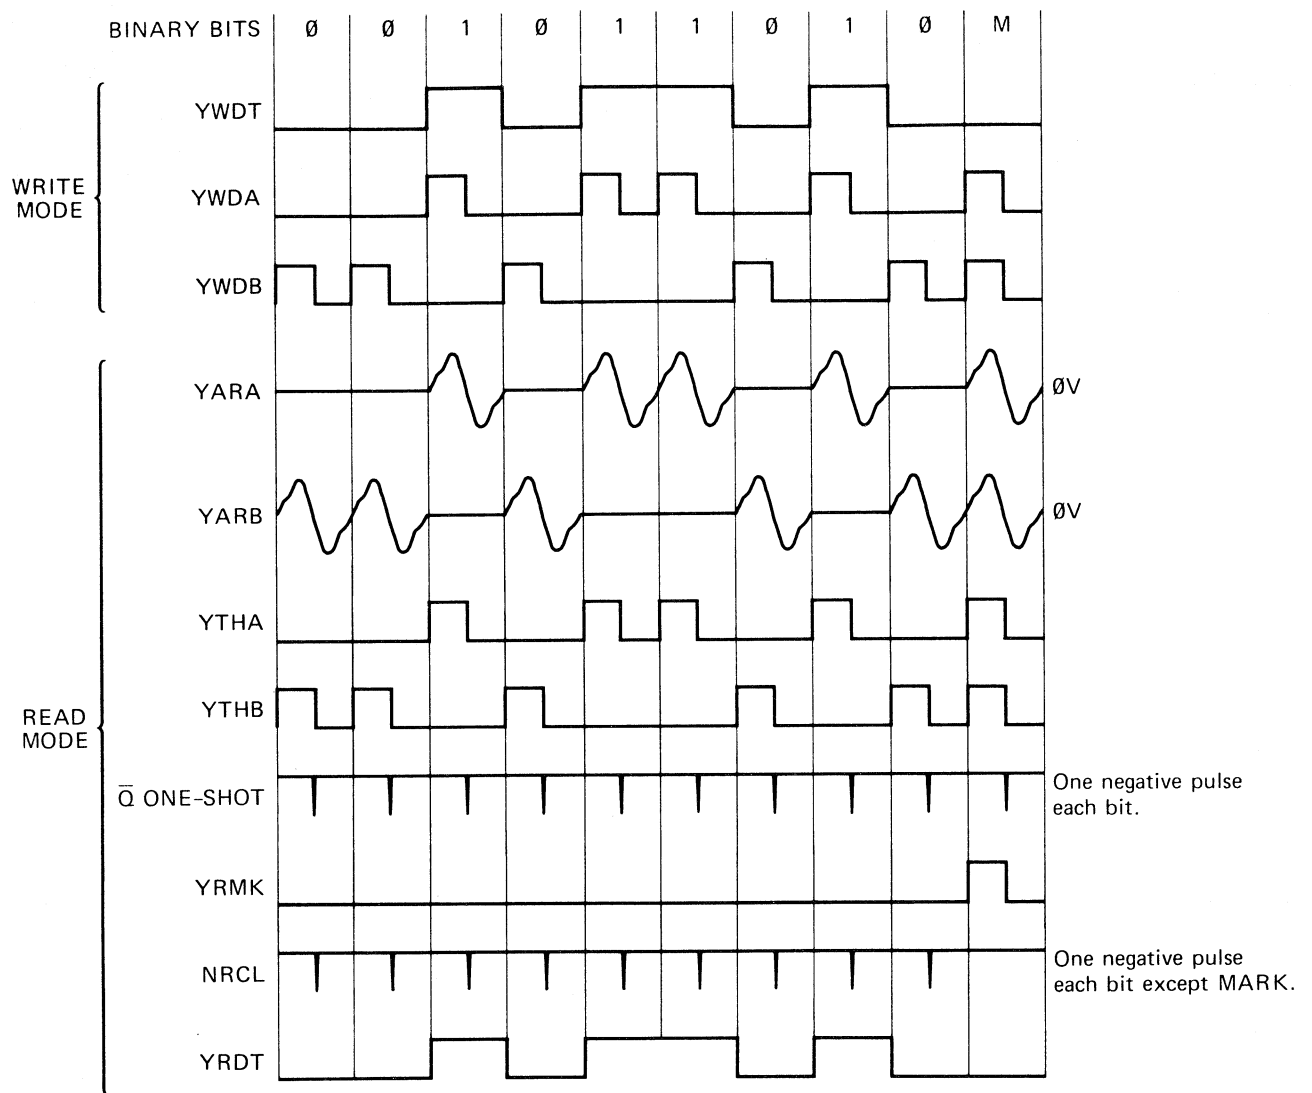 BINARY BITS Ø Ø 1 Ø 1 1 Ø 1 Ø M
YWDT
WRITE
MODE
YWDA
YWDB
YARA ØV
YARB ØV
YTHA
YTHB
READ
MODE
Q̅ ONE-SHOT
One negative pulse
each bit.
YRMK
NRCL
One negative pulse
each bit except MARK.
YRDT